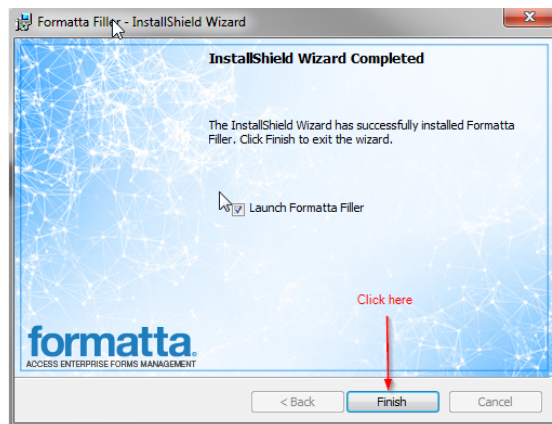 Formatta Filler - InstallShield Wizard
InstallShield Wizard Completed
The InstallShield Wizard has successfully installed Formatta
Filler. Click Finish to exit the wizard.
Launch Formatta Filler
Click here
formatta
ACCESS ENTERPRISE FORMS MANAGEMENT
< Back
Finish
Cancel